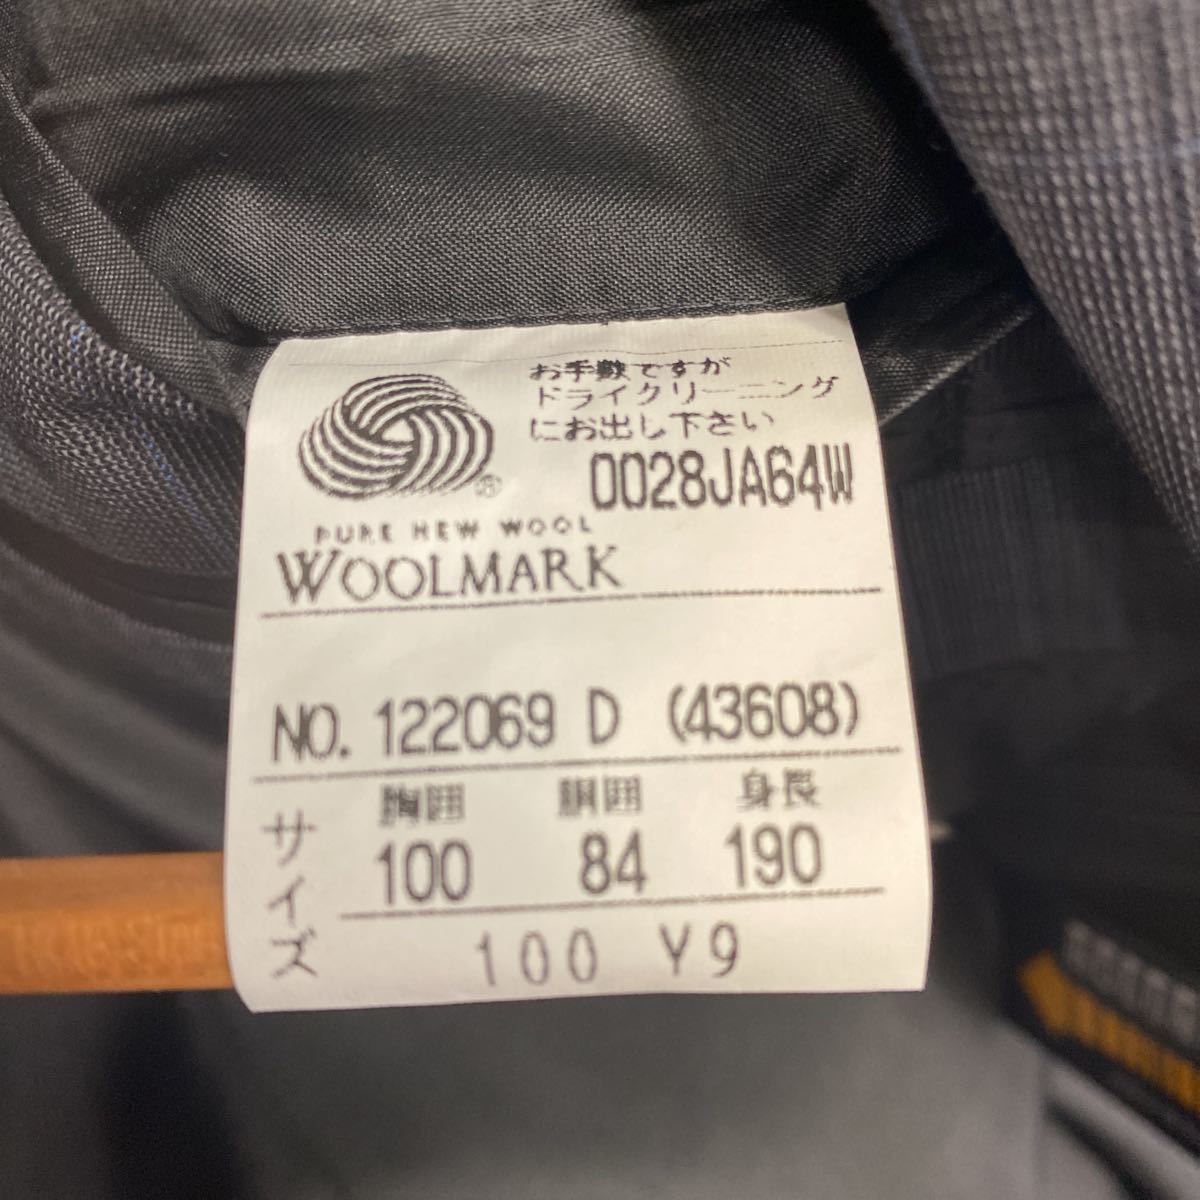 お手数ですが
ドライクリーニング
にお出し下さい
0028JA64W
®
PURE NEW WOOL
WOOLMARK
NO. 122069 D (43608)
サイズ
胸囲 胴囲 身長
100 84 190
100 Y9